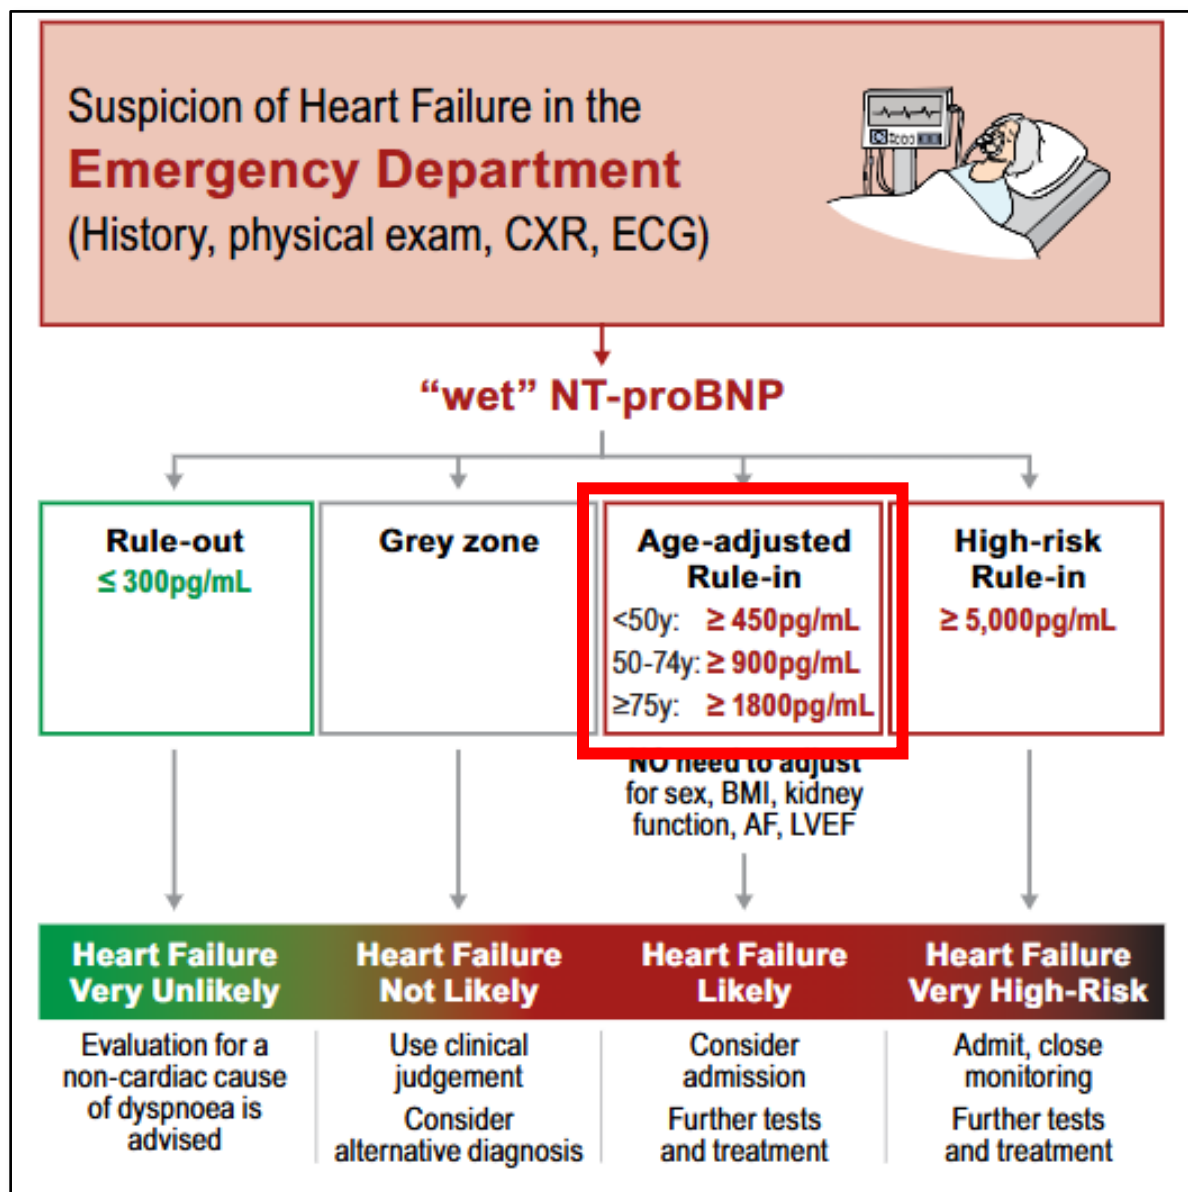 Suspicion of Heart Failure in the
Emergency Department
(History, physical exam, CXR, ECG)
“wet” NT-proBNP
Rule-out
≤ 300pg/mL
Grey zone
Age-adjusted
Rule-in
<50y: ≥ 450pg/mL
50-74y: ≥ 900pg/mL
≥75y: ≥ 1800pg/mL
High-risk
Rule-in
≥ 5,000pg/mL
NO need to adjust
for sex, BMI, kidney
function, AF, LVEF
Heart Failure
Very Unlikely
Heart Failure
Not Likely
Heart Failure
Likely
Heart Failure
Very High-Risk
Evaluation for a
non-cardiac cause
of dyspnoea is
advised
Use clinical
judgement
Consider
alternative diagnosis
Consider
admission
Further tests
and treatment
Admit, close
monitoring
Further tests
and treatment